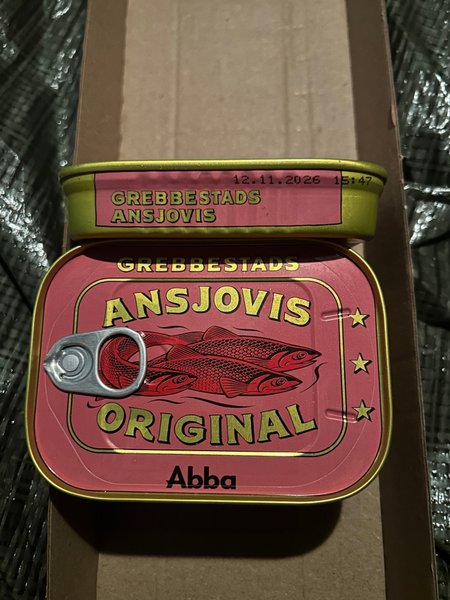 12.11.2026 15:47
GREBBESTADS
ANSJOVIS
GREBBESTADS
ANSJOVIS
ORIGINAL
Abba